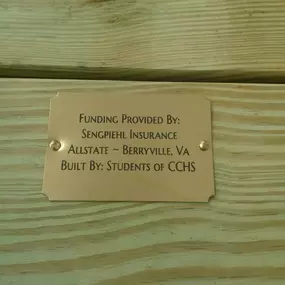 Funding Provided By:
Sengpiehl Insurance
Allstate ~ Berryville, Va
Built By: Students of CCHS